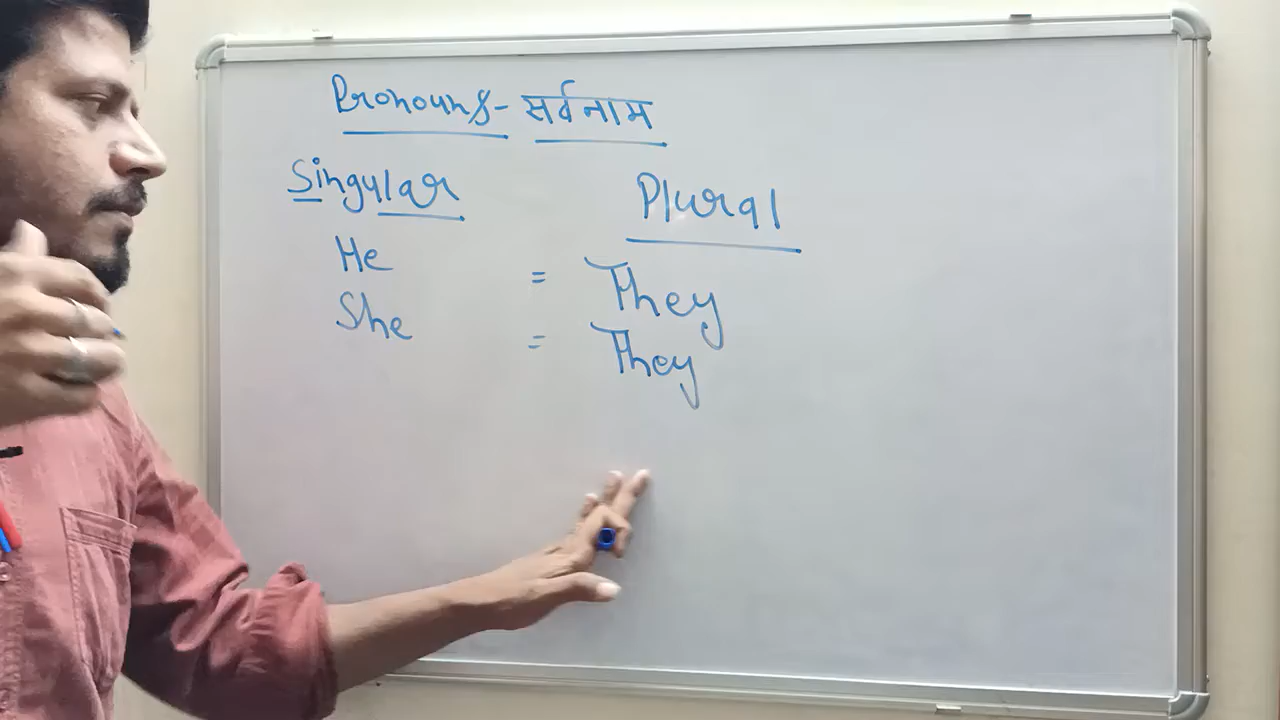 Pronouns- सर्वनाम
Singular Plural
He = They
She = They